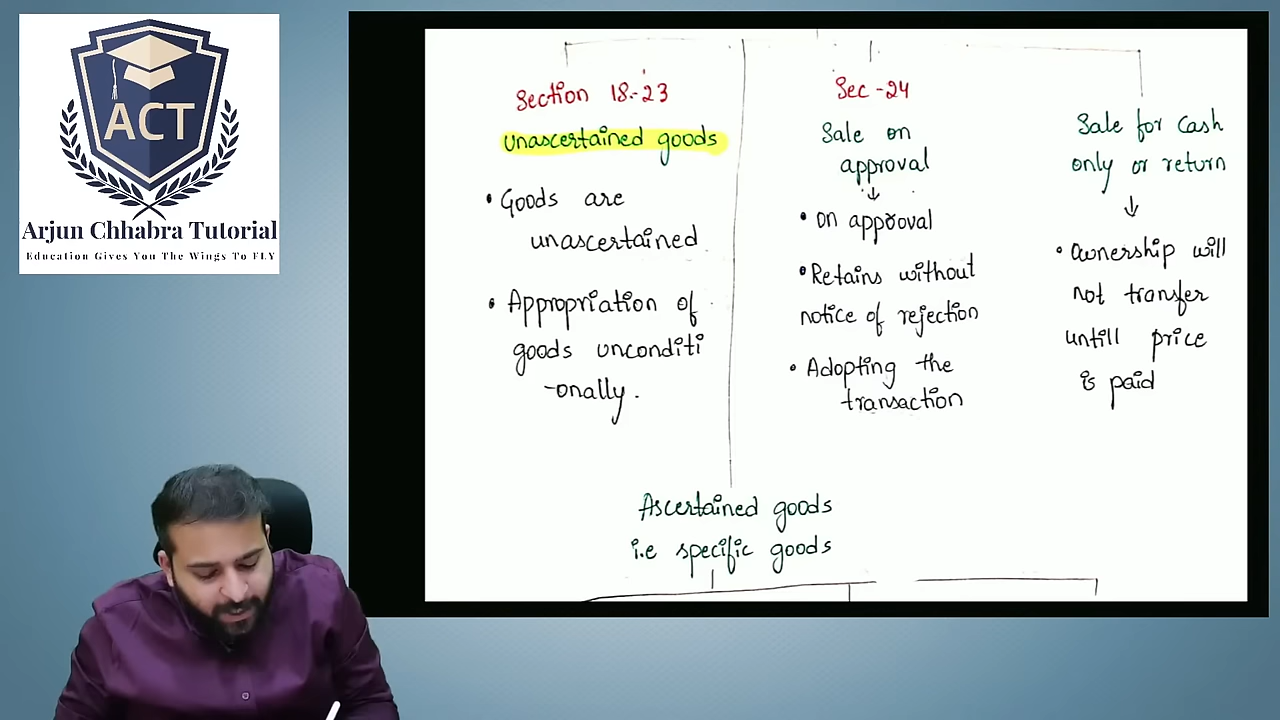 ACT
Arjun Chhabra Tutorial
Education Gives You The Wings To FLY
Section 18-23
unascertained goods
• Goods are
unascertained
• Appropriation of
goods unconditi
-onally.
Sec-24
Sale on
approval
• on approval
• Retains without
notice of rejection
• Adopting the
transaction
Sale for cash
only or return
• Ownership will
not transfer
untill price
is paid
Ascertained goods
i.e specific goods